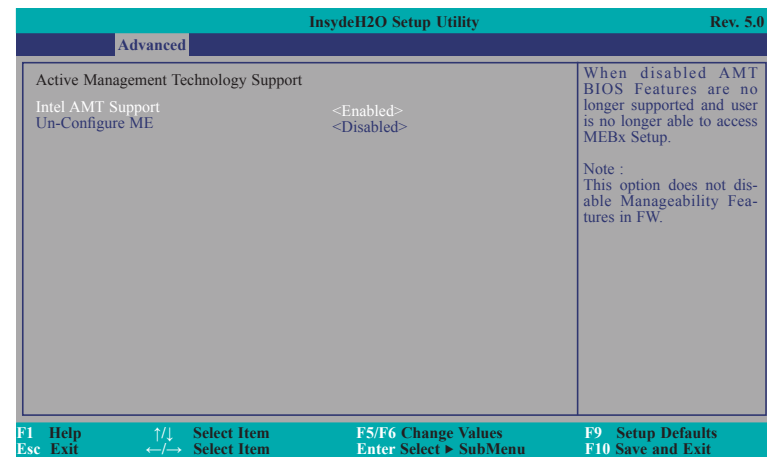 InsydeH2O Setup Utility Rev. 5.0
Advanced
Active Management Technology Support
Intel AMT Support <Enabled>
Un-Configure ME <Disabled>
When disabled AMT
BIOS Features are no
longer supported and user
is no longer able to access
MEBx Setup.
Note :
This option does not dis-
able Manageability Fea-
tures in FW.
F1 Help ↑/↓ Select Item F5/F6 Change Values F9 Setup Defaults
Esc Exit ←/→ Select Item Enter Select ▶ SubMenu F10 Save and Exit